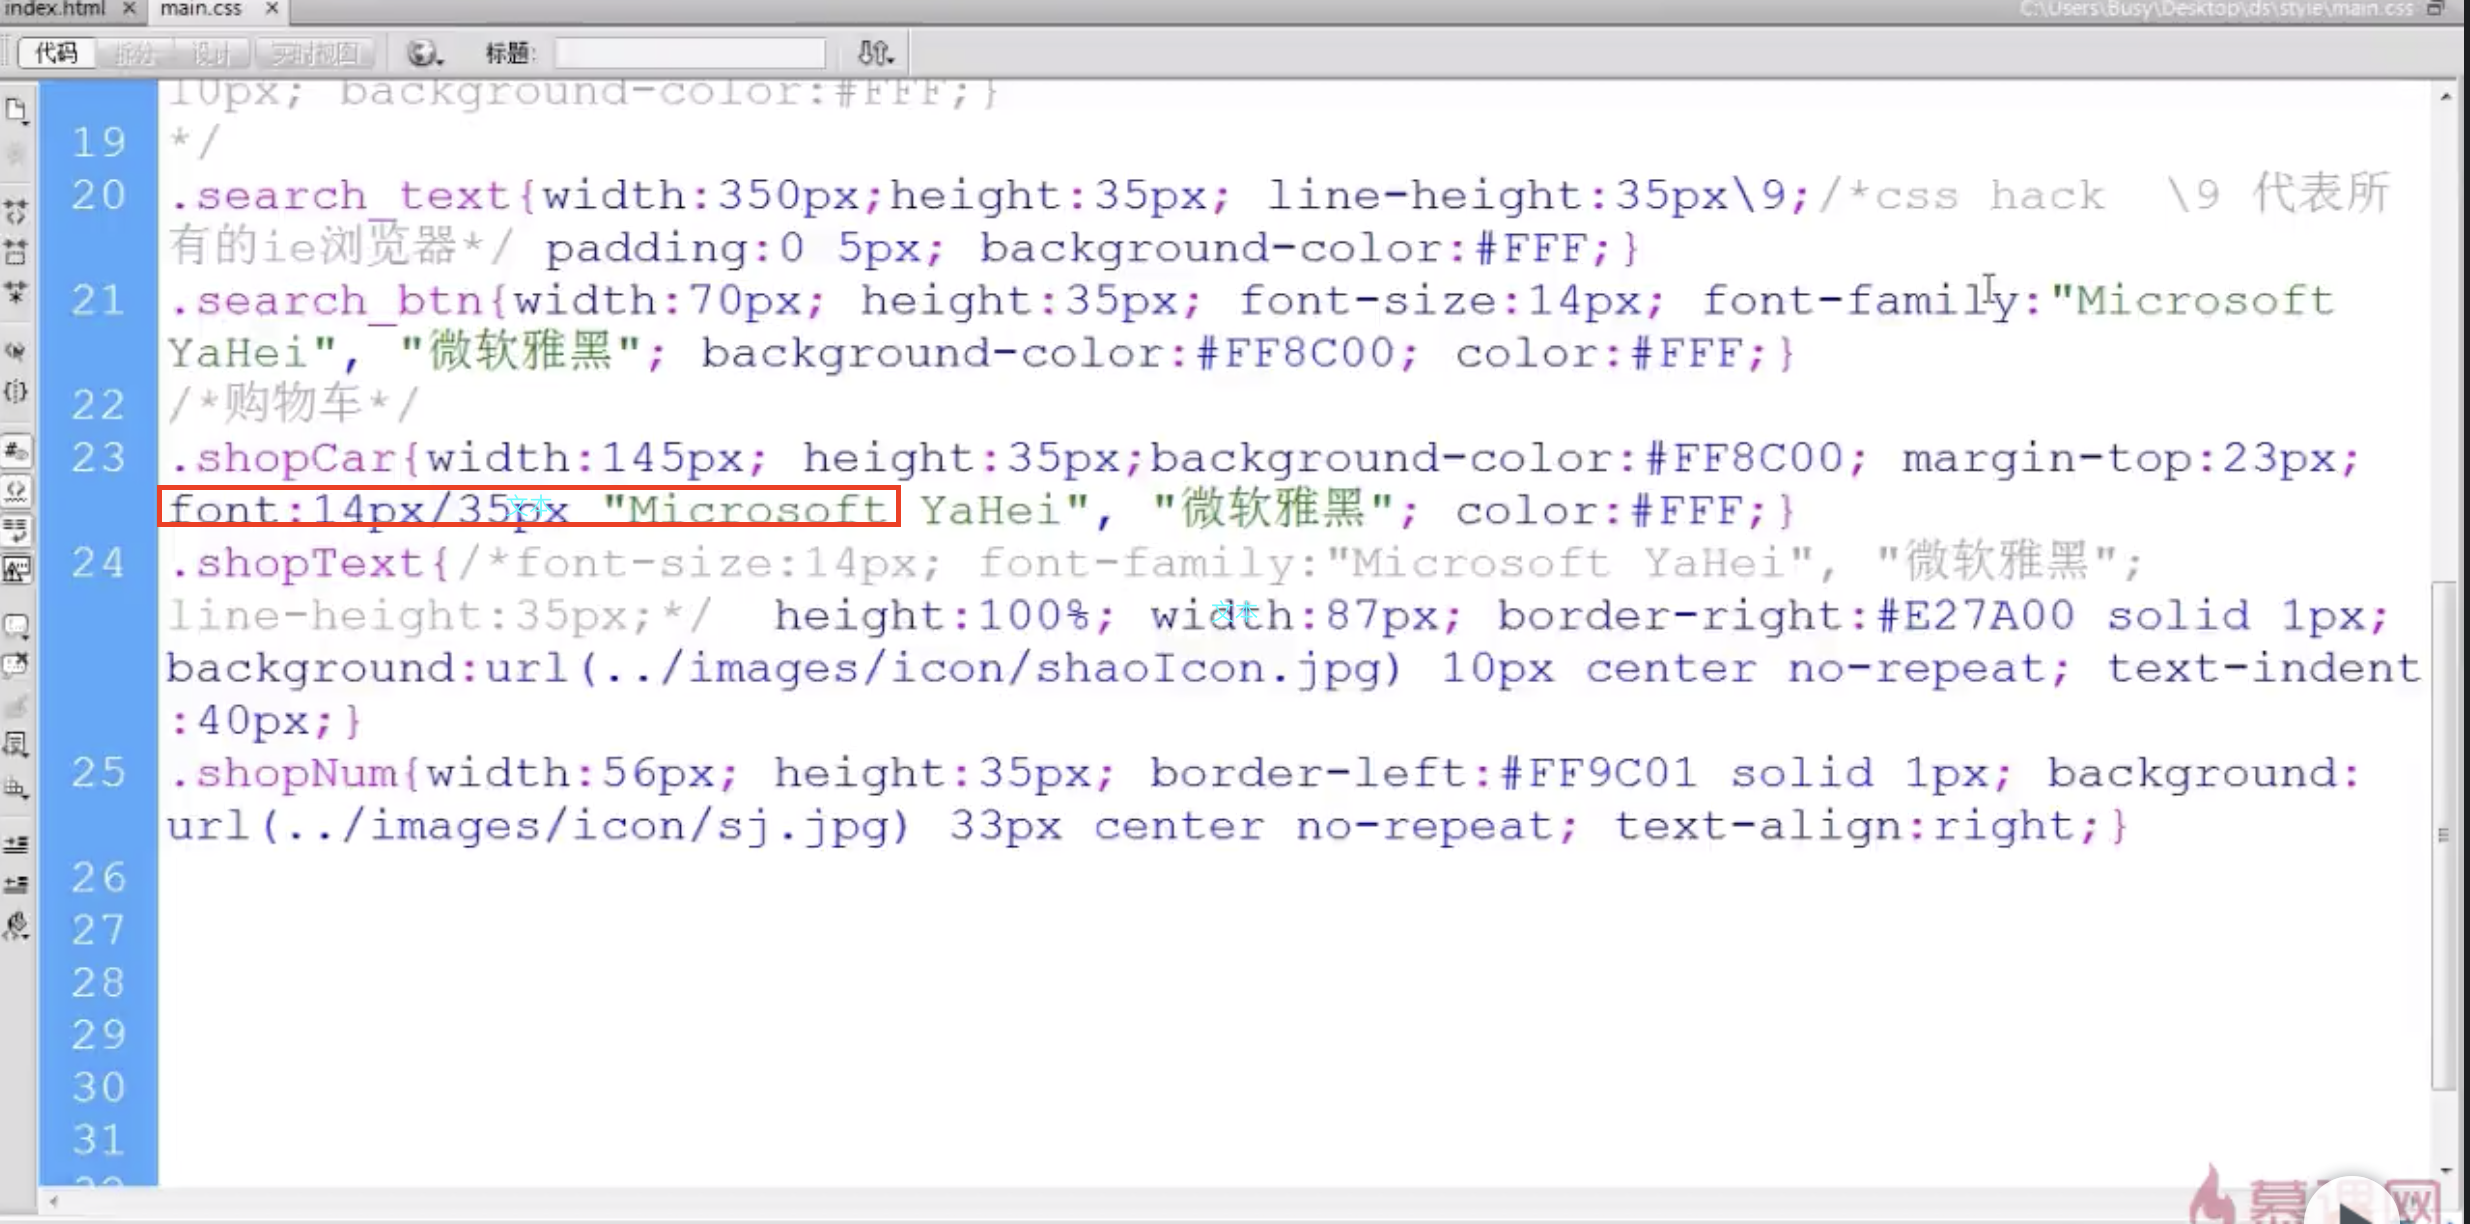 index.html × main.css ×
C:\Users\Busy\Desktop\ds\style\main.css
代码 拆分 设计 实时视图 标题:
10px; background-color:#FFF;}
19 */
20 .search_text{width:350px;height:35px; line-height:35px\9;/*css hack \9 代表所
有的ie浏览器*/ padding:0 5px; background-color:#FFF;}
21 .search_btn{width:70px; height:35px; font-size:14px; font-family:"Microsoft
YaHei", "微软雅黑"; background-color:#FF8C00; color:#FFF;}
22 /*购物车*/
23 .shopCar{width:145px; height:35px;background-color:#FF8C00; margin-top:23px;
font:14px/35px "Microsoft YaHei", "微软雅黑"; color:#FFF;}
文本
24 .shopText{/*font-size:14px; font-family:"Microsoft YaHei", "微软雅黑";
line-height:35px;*/ height:100%; width:87px; border-right:#E27A00 solid 1px;
文本
background:url(../images/icon/shaoIcon.jpg) 10px center no-repeat; text-indent
:40px;}
25 .shopNum{width:56px; height:35px; border-left:#FF9C01 solid 1px; background:
url(../images/icon/sj.jpg) 33px center no-repeat; text-align:right;}
26
27
28
29
30
31
慕课网